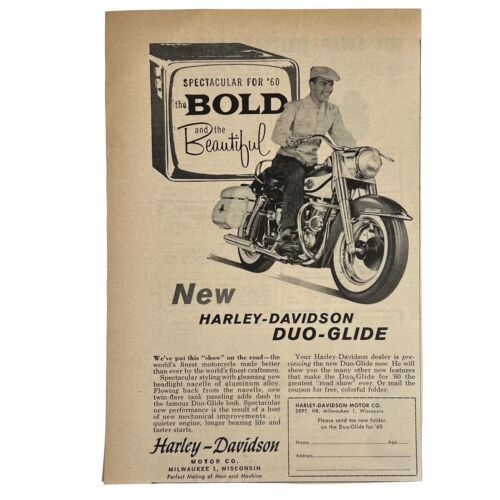 SPECTACULAR FOR '60
the BOLD
and the
Beautiful
New
HARLEY-DAVIDSON
DUO-GLIDE
We've put this "show" on the road—the
world's finest motorcycle made better
than ever by the world's finest craftsmen.
Spectacular styling with gleaming new
headlight nacelle of aluminum alloy.
Flowing back from the nacelle, new
twin-flare tank paneling adds dash to
the famous Duo-Glide look. Spectacular
new performance is the result of a host
of new mechanical improvements . . .
quieter engine, longer bearing life and
faster starts,
Harley-Davidson
MOTOR CO.
MILWAUKEE 1, WISCONSIN
Perfect Mating of Man and Machine
Your Harley-Davidson dealer is pre-
viewing the new Duo-Glide now. He will
show you the many other new features
that make the Duo-Glide for '60 the
greatest "road show" ever. Or mail the
coupon for free, colorful folder.
HARLEY-DAVIDSON MOTOR CO.
DEPT. HR, Milwaukee 1, Wisconsin
Please send me new folder
on the Duo-Glide for '60
Name Age
Address